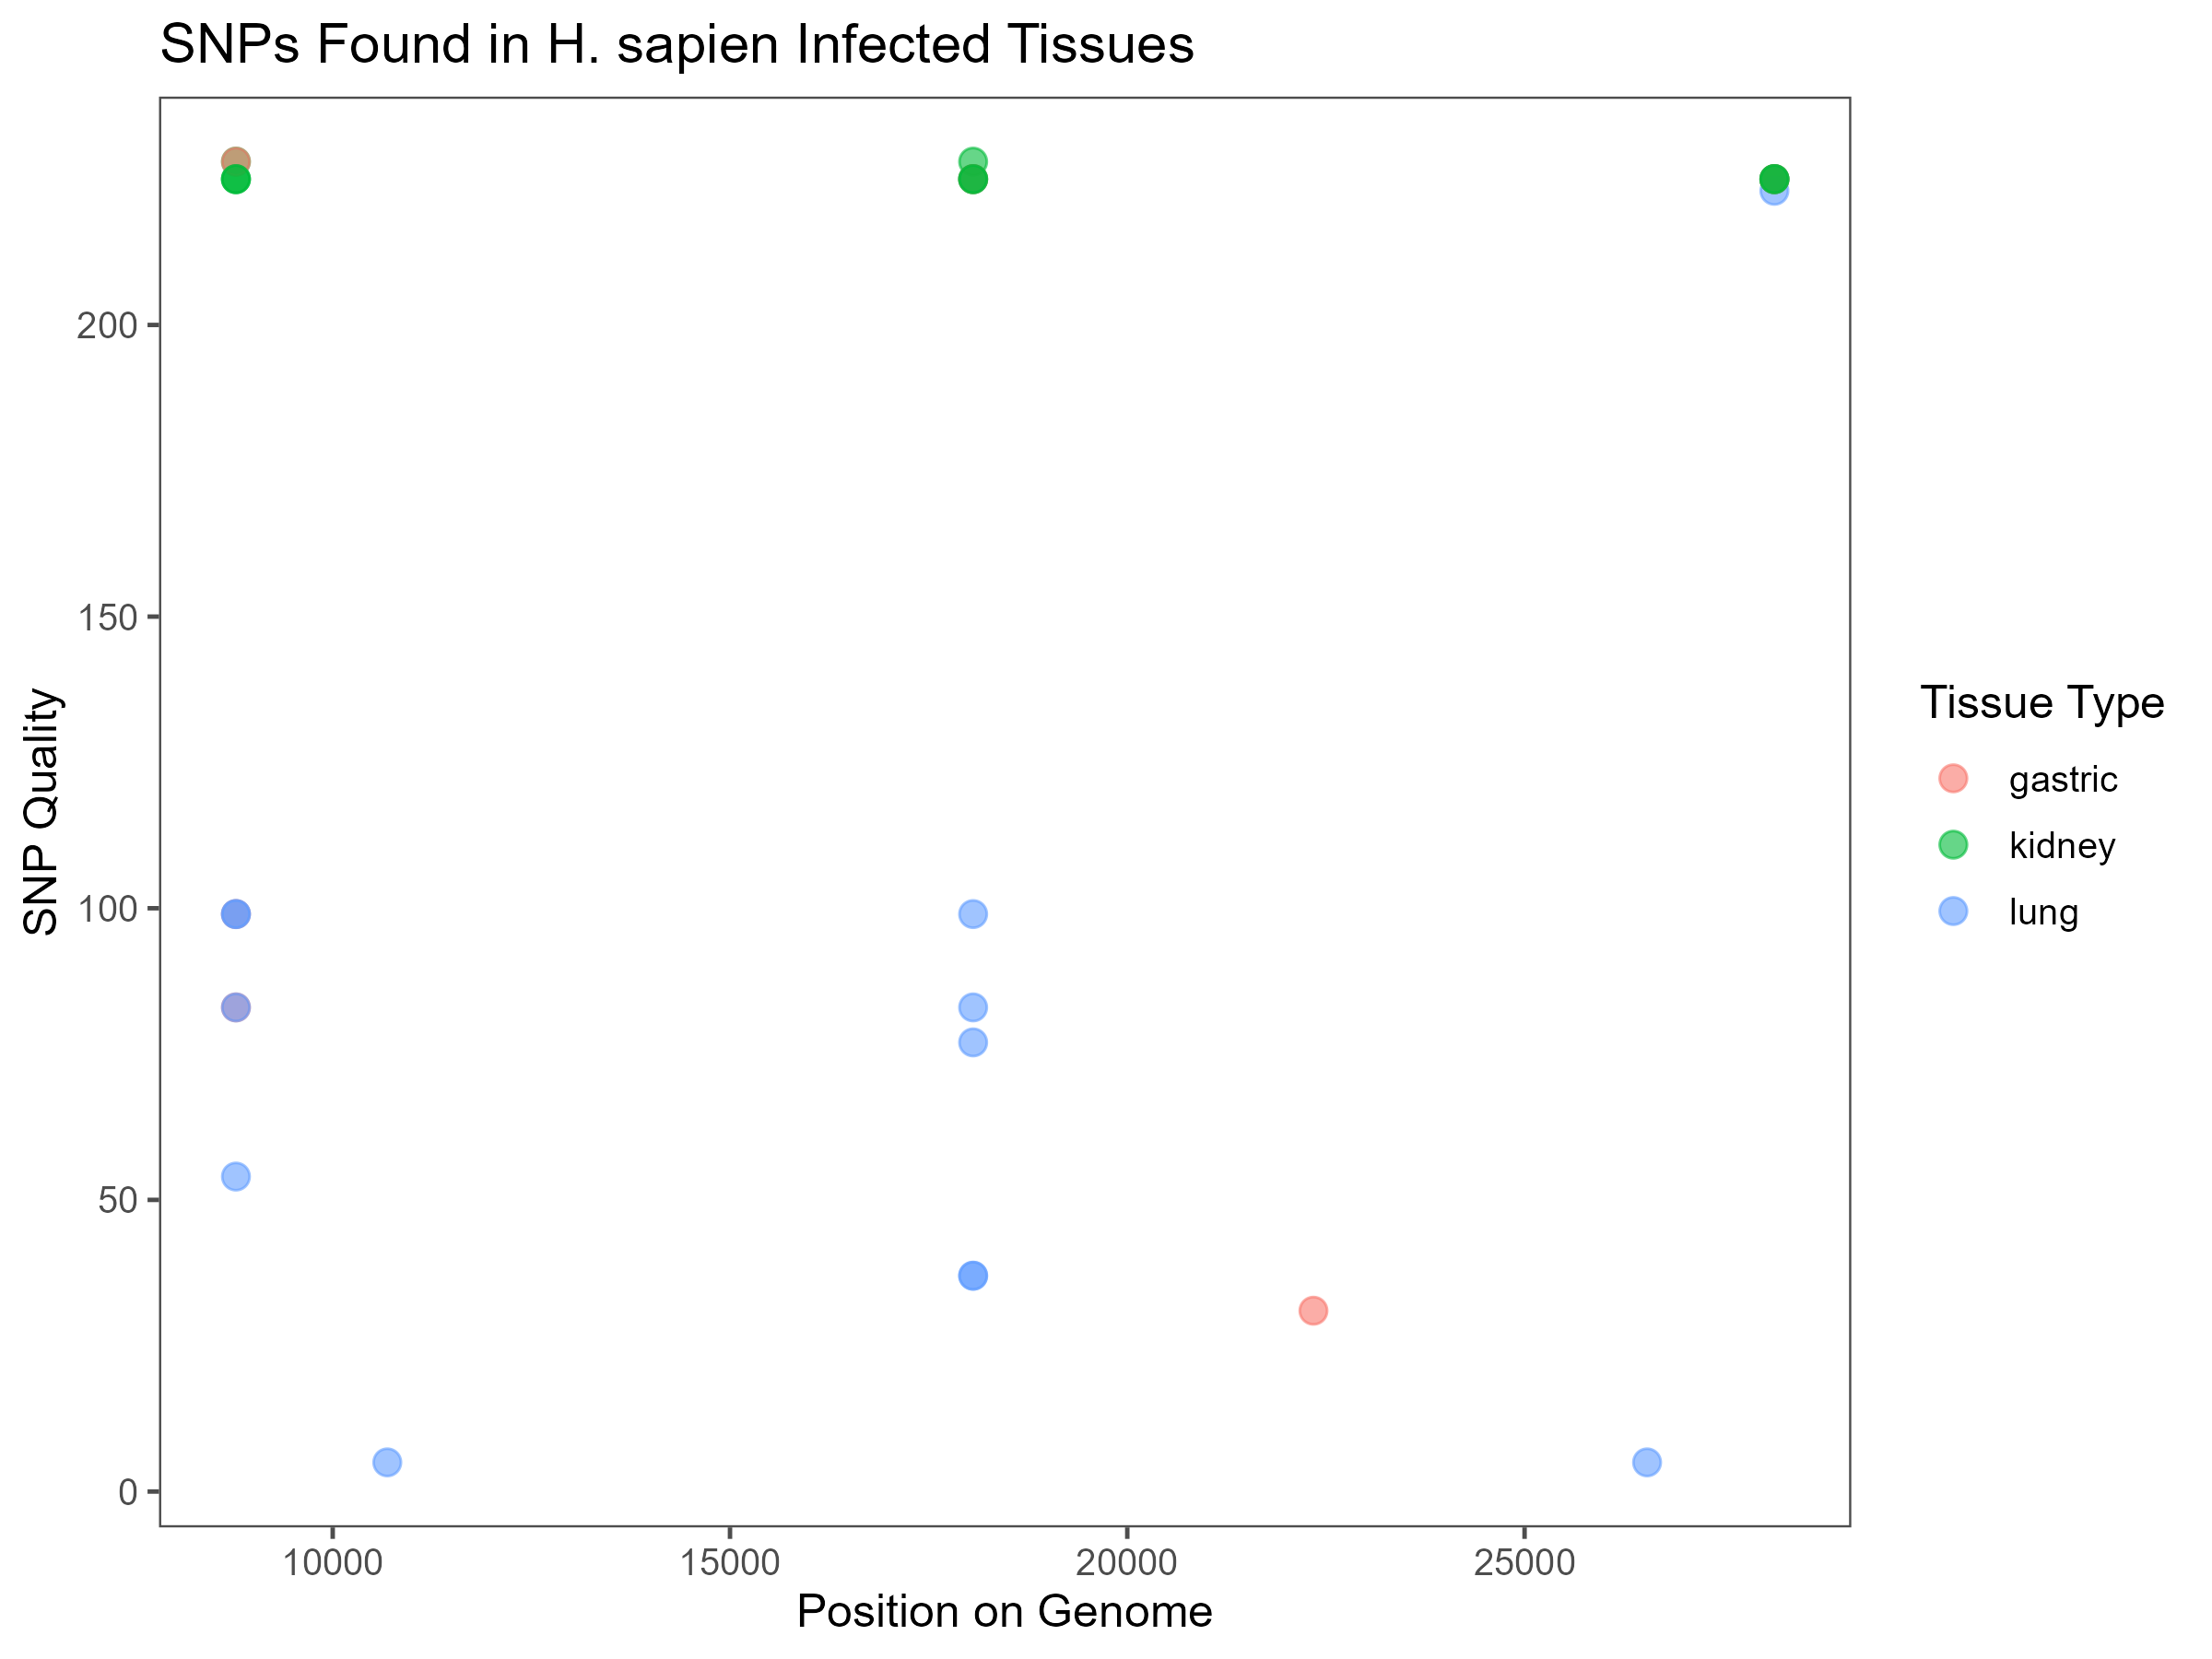 SNPs Found in H. sapien Infected Tissues
200
150
100
50
0
SNP Quality
10000 15000 20000 25000
Position on Genome
Tissue Type
gastric
kidney
lung